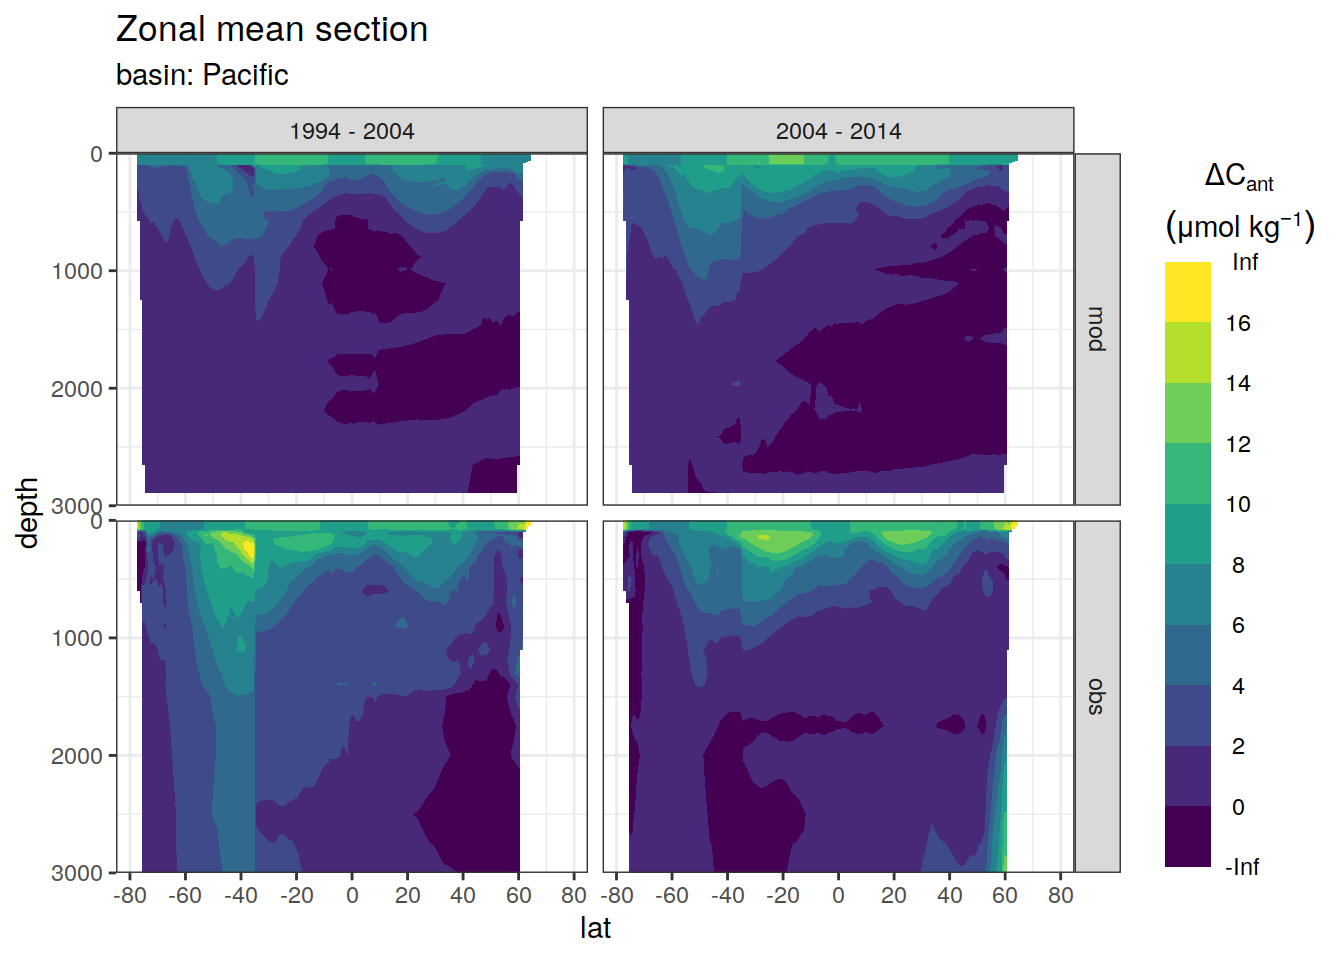 Zonal mean section
basin: Pacific
1994 - 2004
2004 - 2014
0
1000
2000
3000
mod
0
1000
2000
3000
obs
depth
-80 -60 -40 -20 0 20 40 60 80
-80 -60 -40 -20 0 20 40 60 80
lat
ΔCant
(μmol kg⁻¹)
Inf
16
14
12
10
8
6
4
2
0
-Inf